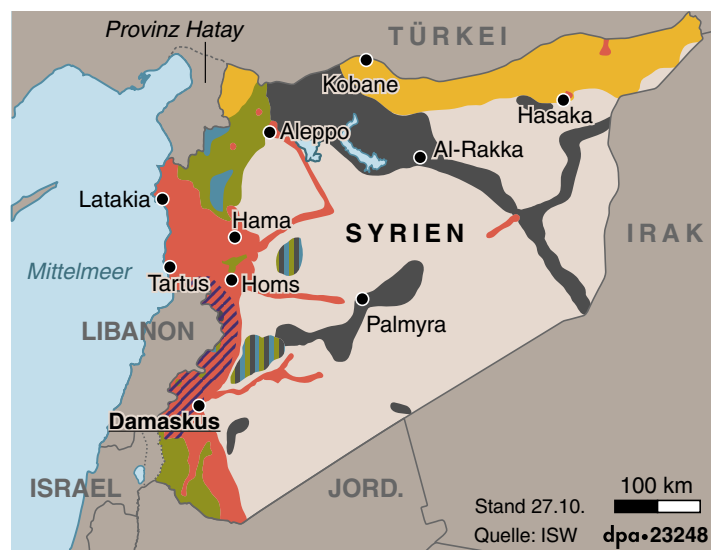 Provinz Hatay
TÜRKEI
Kobane
Hasaka
Aleppo
Al-Rakka
Latakia
Hama
SYRIEN
IRAK
Mittelmeer
Tartus
Homs
LIBANON
Palmyra
Damaskus
ISRAEL
JORD.
100 km
Stand 27.10.
Quelle: ISW
dpa•23248